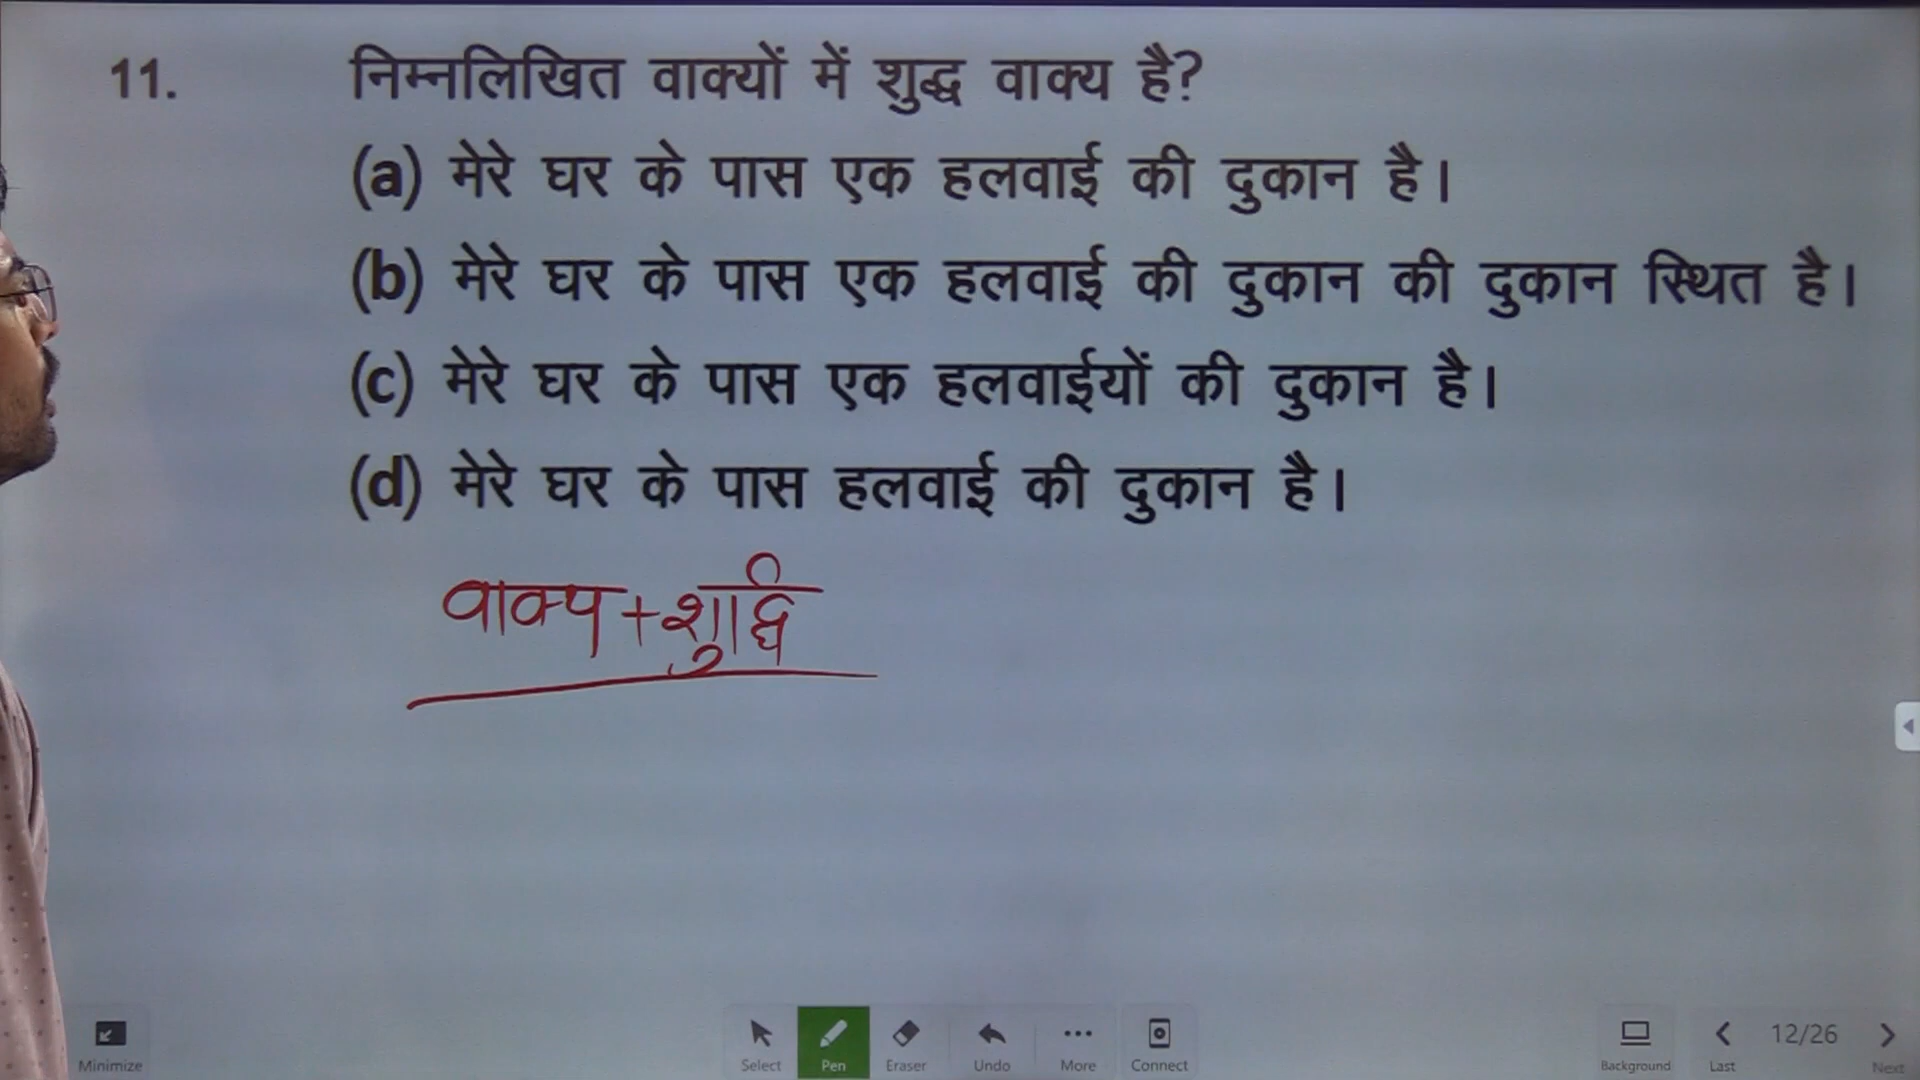 11. निम्नलिखित वाक्यों में शुद्ध वाक्य है?
(a) मेरे घर के पास एक हलवाई की दुकान है।
(b) मेरे घर के पास एक हलवाई की दुकान की दुकान स्थित है।
(c) मेरे घर के पास एक हलवाईयों की दुकान है।
(d) मेरे घर के पास हलवाई की दुकान है।
वाक्य + शुद्धि
Minimize Select Pen Eraser Undo More Connect Background Last 12/26 Next